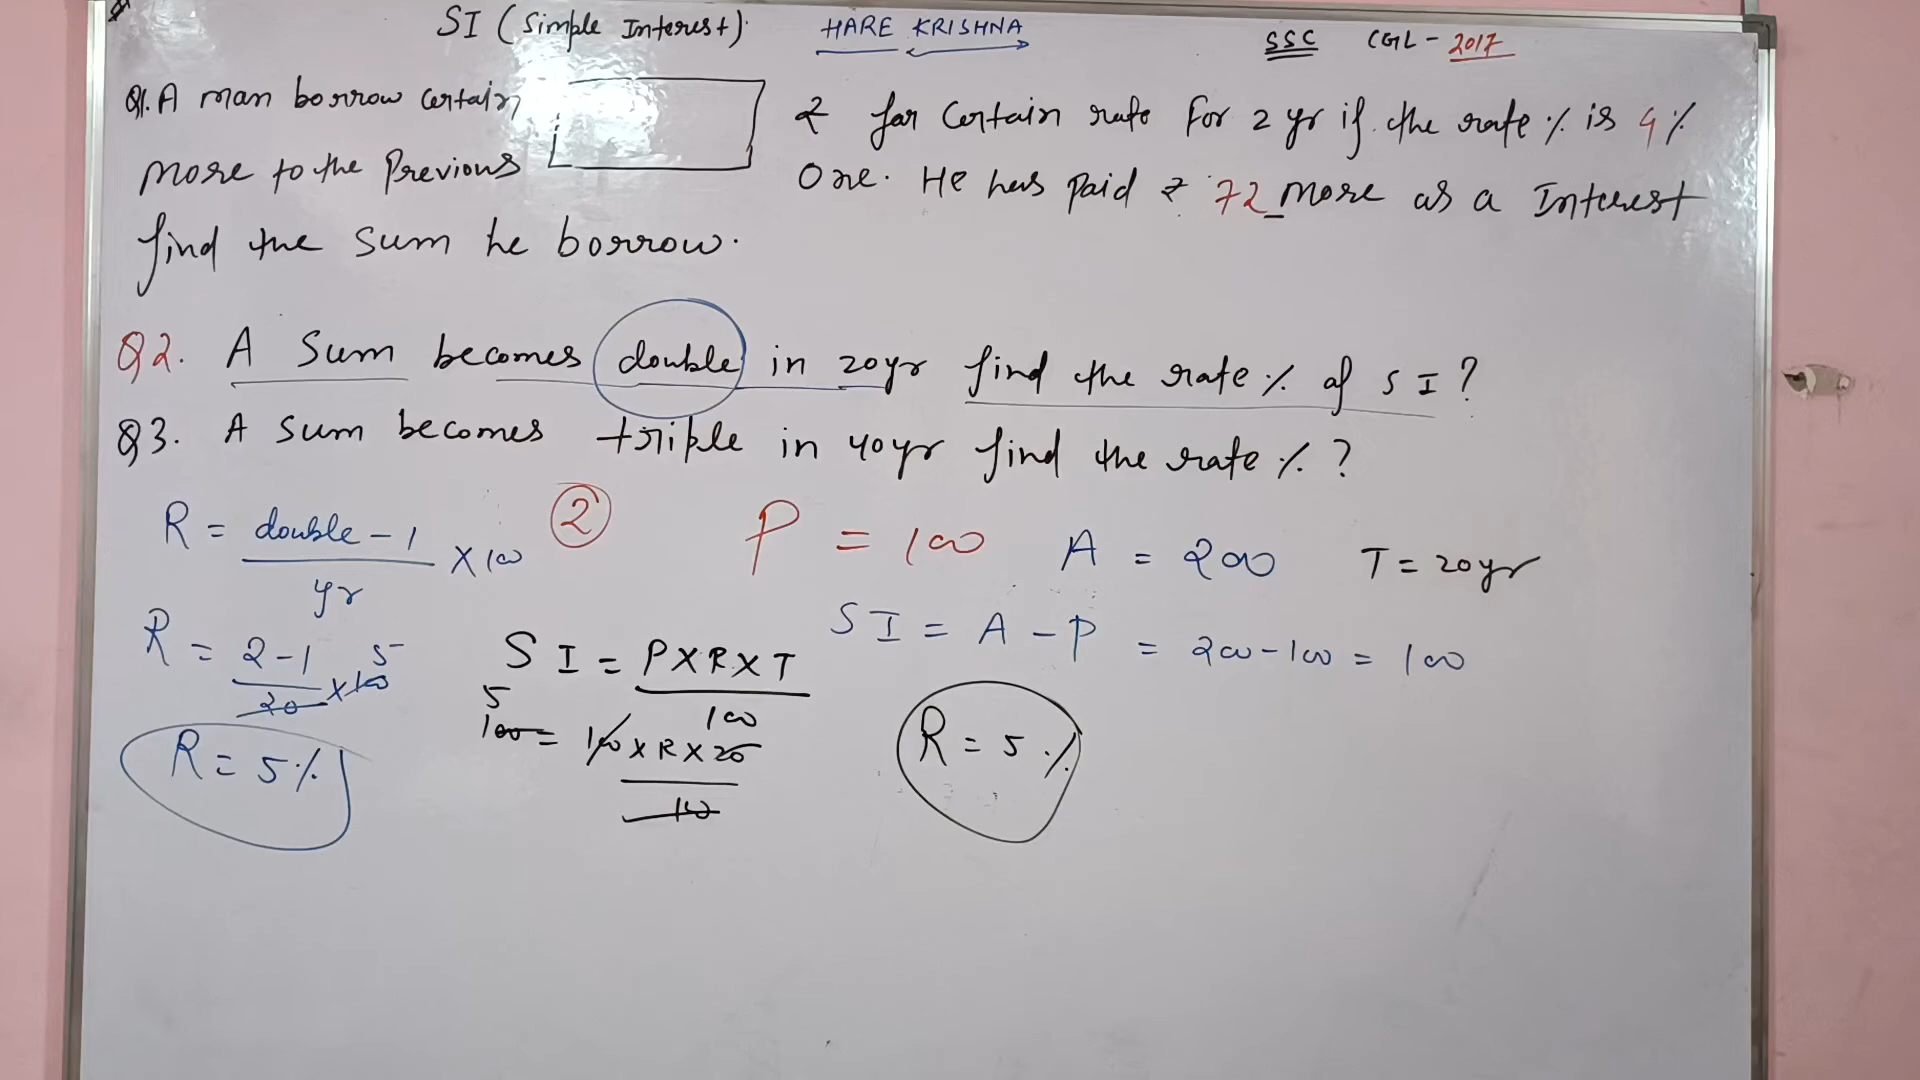 SI (Simple Interest). HARE KRISHNA SSC CGL - 2017
Q1. A man borrow certain ₹ for certain rate for 2 yr if the rate % is 4%
more to the Previous One. He has paid ₹ 72 more as a Interest
find the sum he borrow.
Q2. A sum becomes double in 20yr find the rate % of SI?
Q3. A sum becomes triple in 40yr find the rate %?
R = double - 1 / yr × 100
② P = 100 A = 200 T = 20yr
SI = A - P = 200 - 100 = 100
R = 2 - 1 / 20 × 100 5
SI = P × R × T / 100
5
100 = 100 × R × 20 / 100
R = 5%
R = 5%